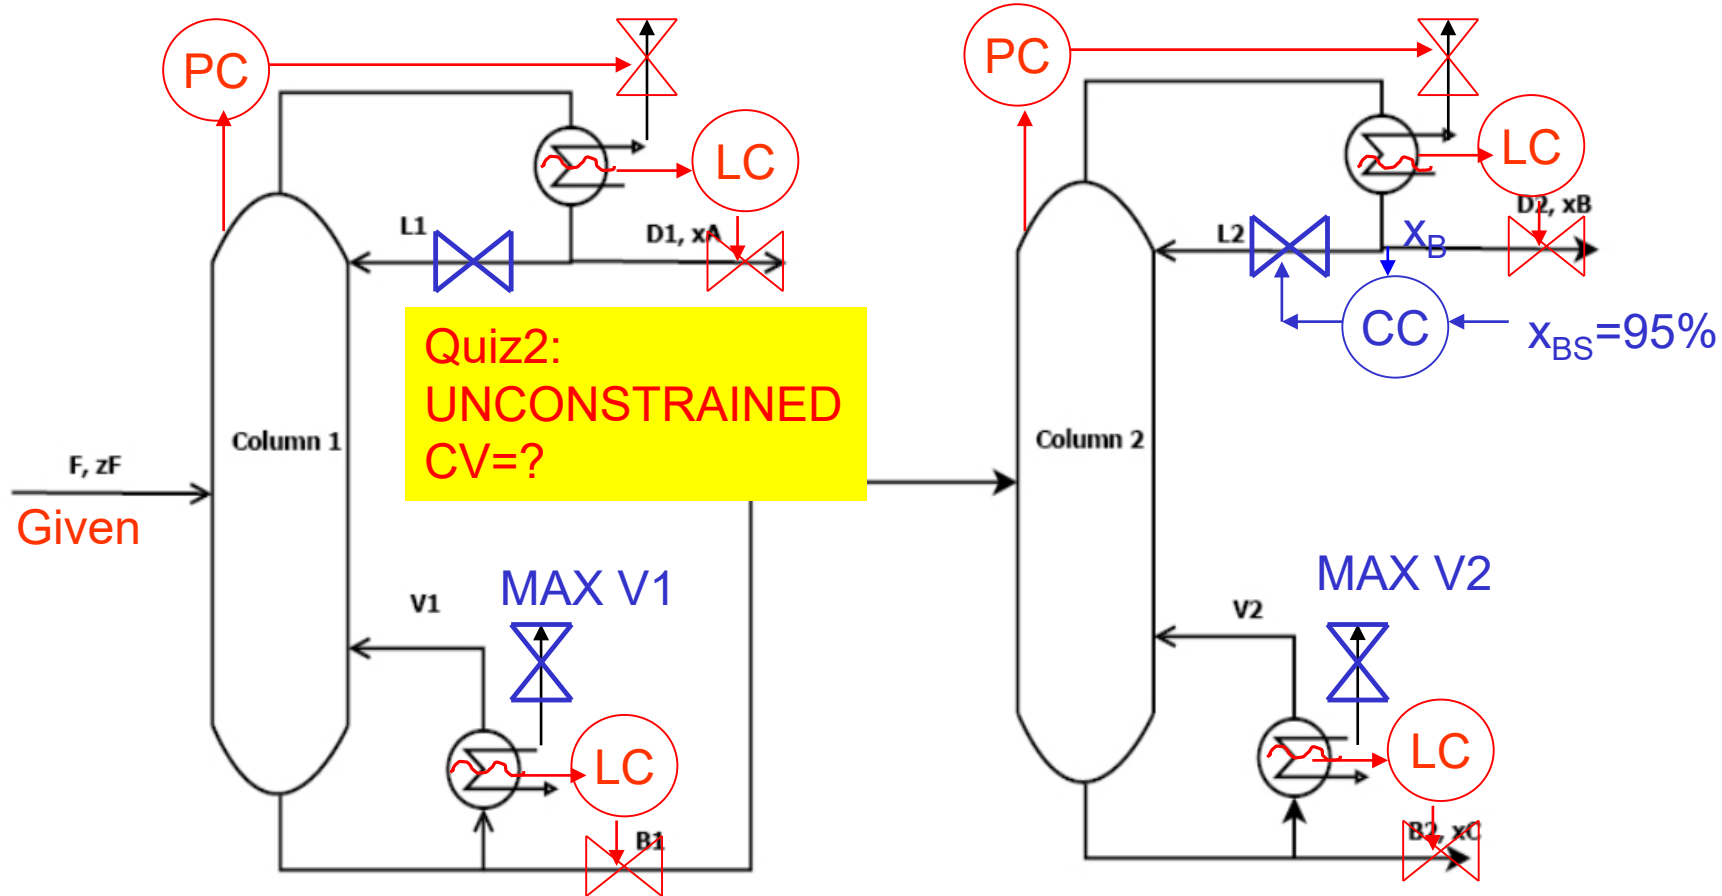 PC
PC
LC
LC
L1
D1, xA
L2
xB
D2, xB
CC
xBS=95%
Quiz2:
UNCONSTRAINED
CV=?
Column 1
Column 2
F, zF
Given
MAX V1
MAX V2
V1
V2
LC
LC
B1
B2, xC